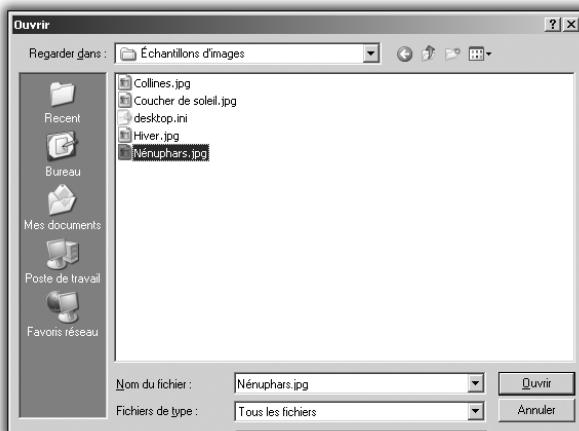 Ouvrir
Regarder dans :
Échantillons d'images
Recent
Bureau
Mes documents
Poste de travail
Favoris réseau
Collines.jpg
Coucher de soleil.jpg
desktop.ini
Hiver.jpg
Nénuphars.jpg
Nom du fichier :
Nénuphars.jpg
Ouvrir
Fichiers de type :
Tous les fichiers
Annuler